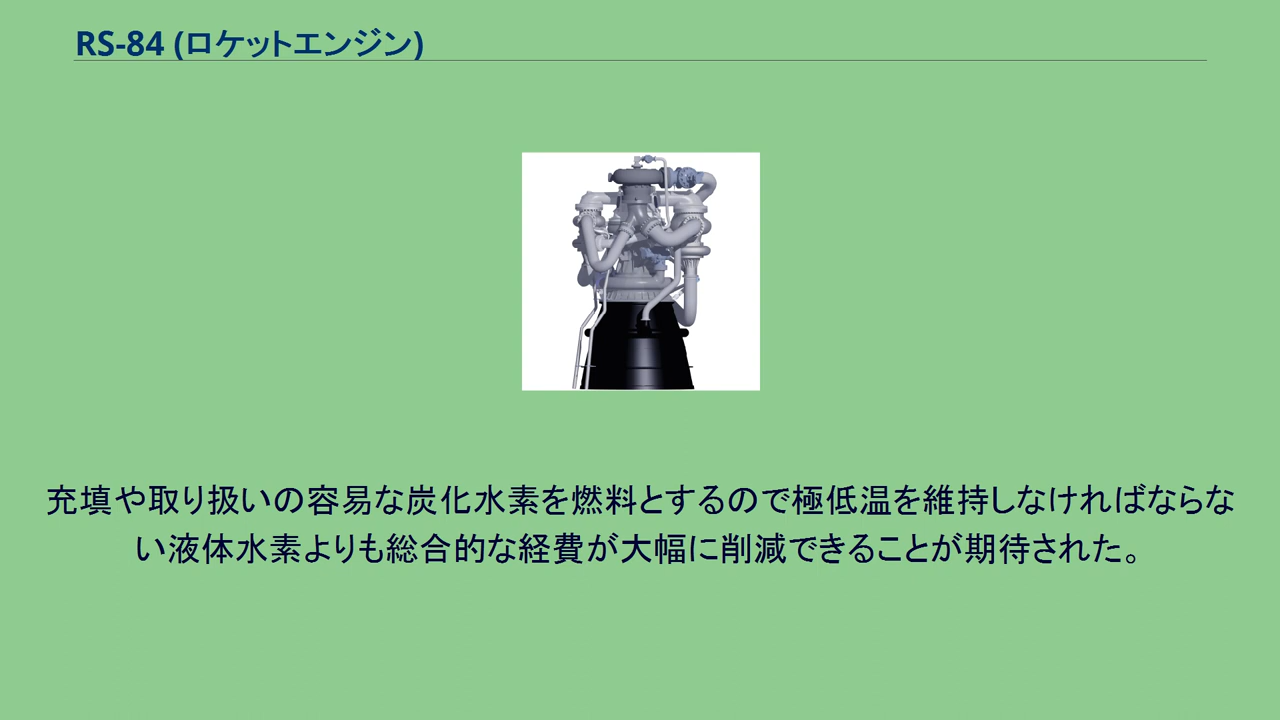 RS-84 (ロケットエンジン)
充填や取り扱いの容易な炭化水素を燃料とするので極低温を維持しなければならな
い液体水素よりも総合的な経費が大幅に削減できることが期待された。